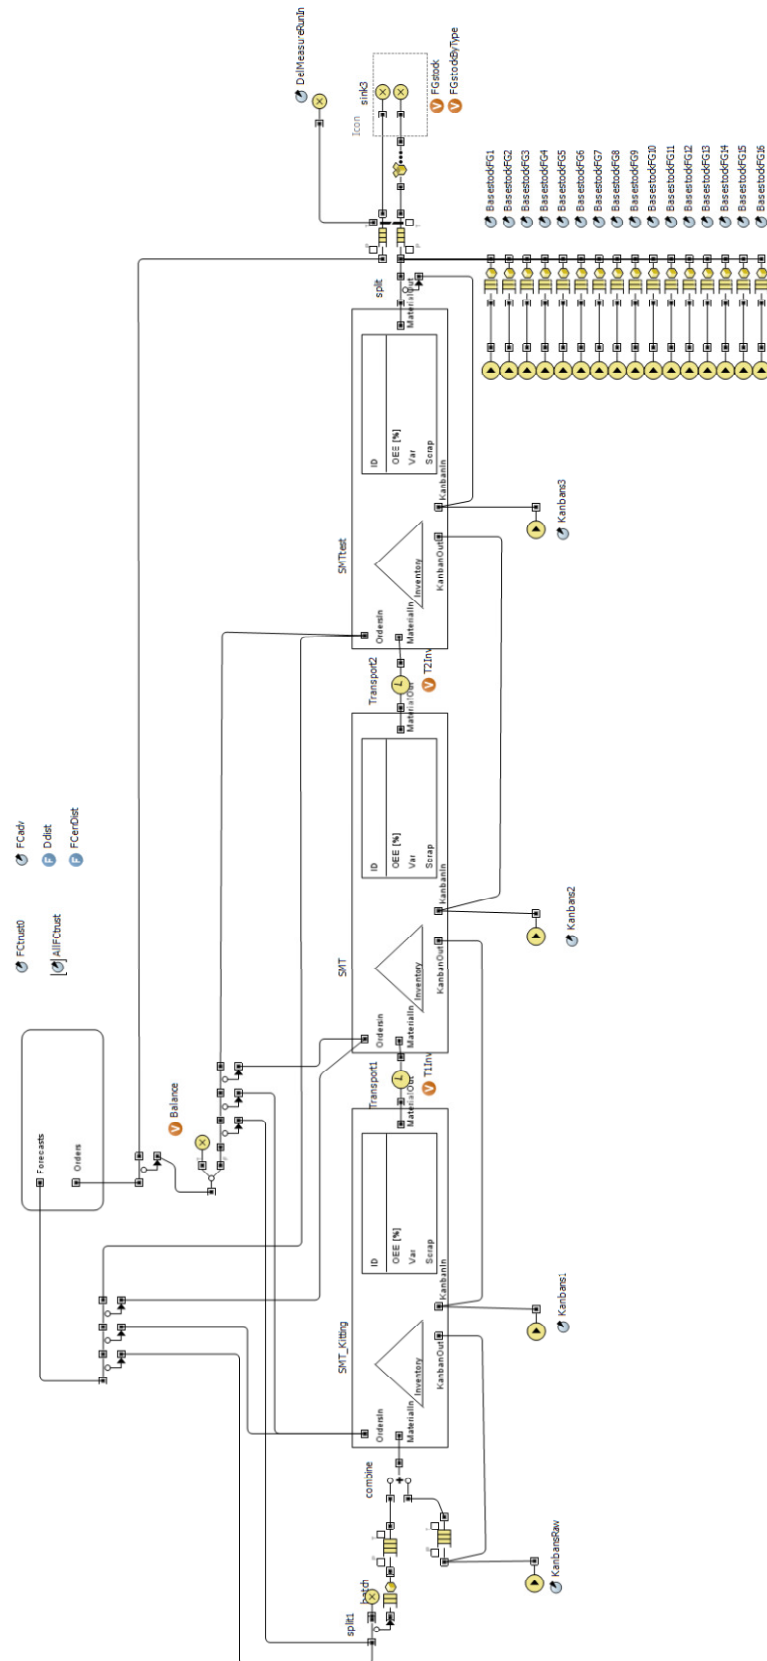 FCtrust0
FCadv
[ ]AllFCtrust
Ddist
FCerrDist
Forecasts
Orders
Balance
DelMeasureRunIn
Icon
sink3
FGstock
FGstockByType
split1
batch
combine
KanbansRaw
SMT_Kitting
OrdersIn
MaterialIn
Inventory
KanbanOut
KanbanIn
ID
OEE [%]
Var
Scrap
MaterialOut
Kanbans1
Transport1
T1Inv
SMT
OrdersIn
MaterialIn
Inventory
KanbanOut
KanbanIn
ID
OEE [%]
Var
Scrap
MaterialOut
Kanbans2
Transport2
T2Inv
SMTtest
OrdersIn
MaterialIn
Inventory
KanbanOut
KanbanIn
ID
OEE [%]
Var
Scrap
MaterialOut
Kanbans3
split
BasestockFG1
BasestockFG2
BasestockFG3
BasestockFG4
BasestockFG5
BasestockFG6
BasestockFG7
BasestockFG8
BasestockFG9
BasestockFG10
BasestockFG11
BasestockFG12
BasestockFG13
BasestockFG14
BasestockFG15
BasestockFG16